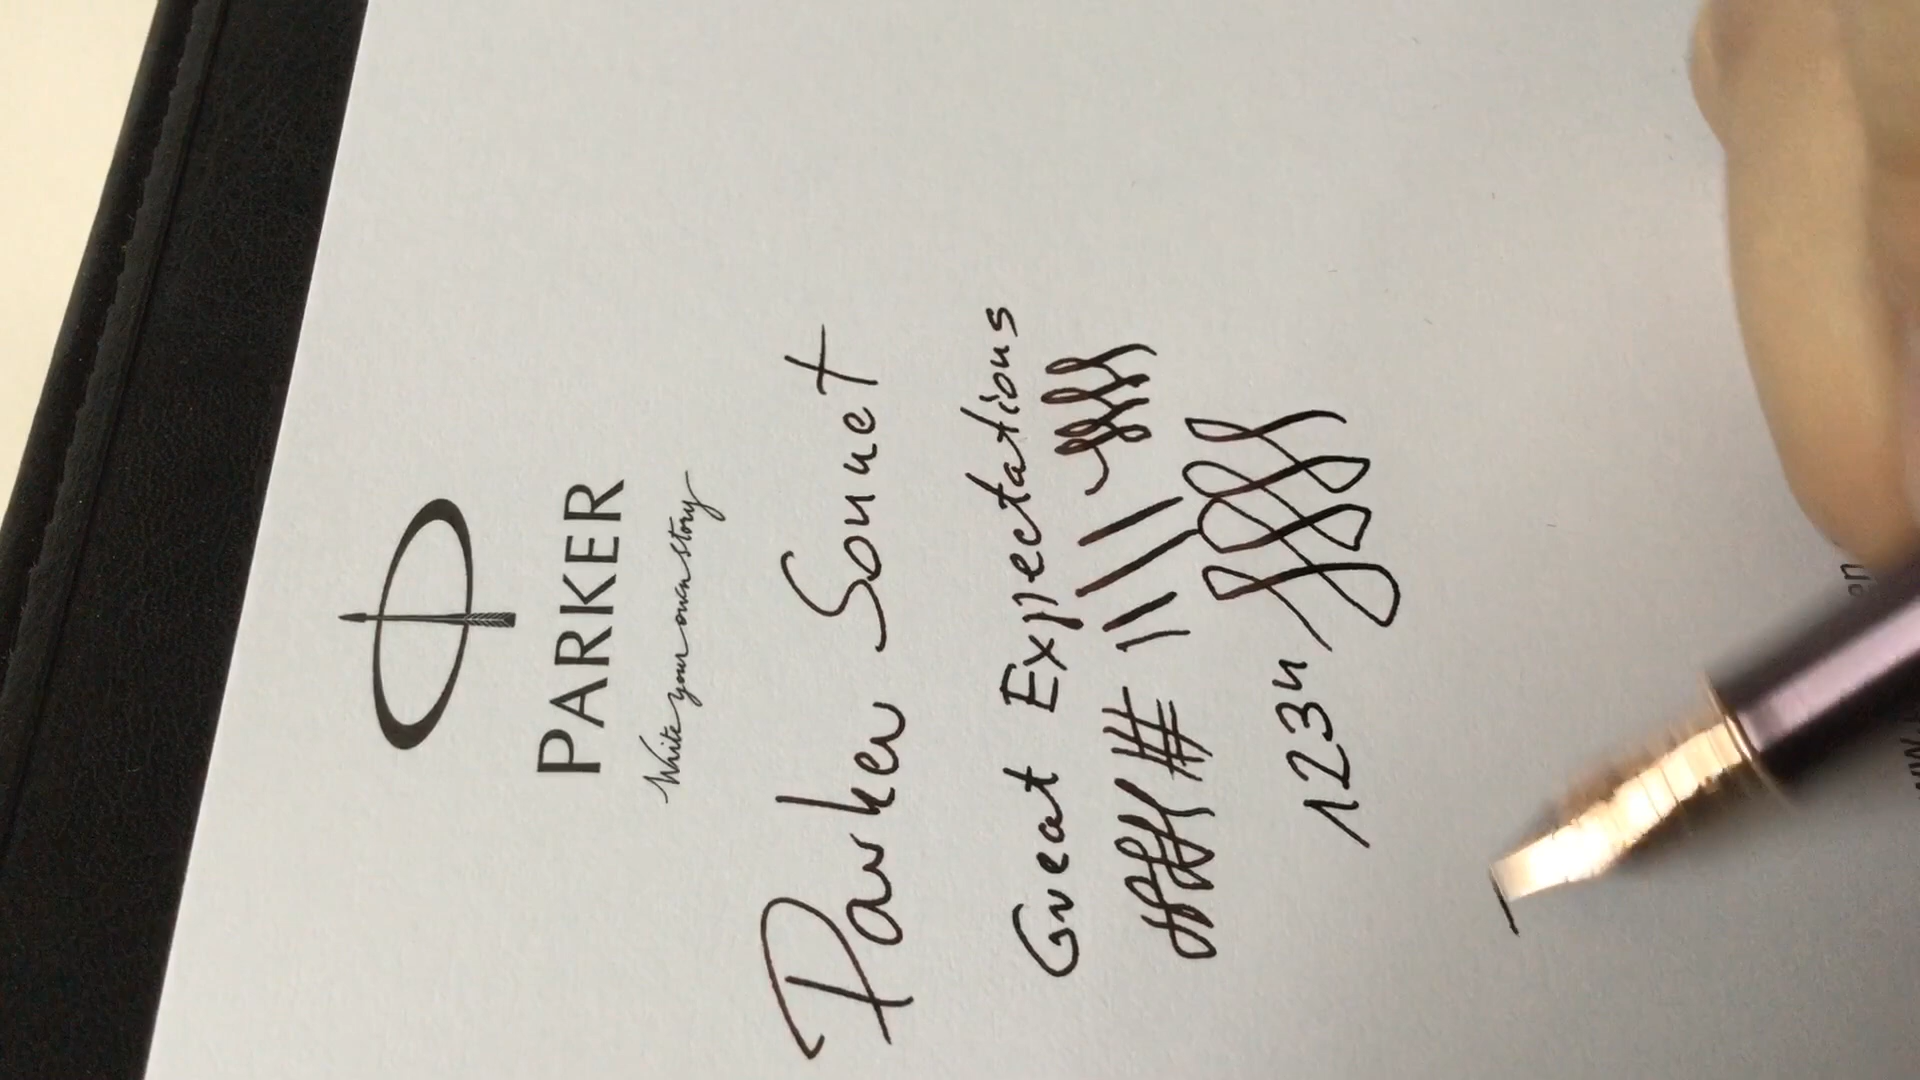 PARKER
Write your own story
Parker Sonnet
Great Expectations
1234